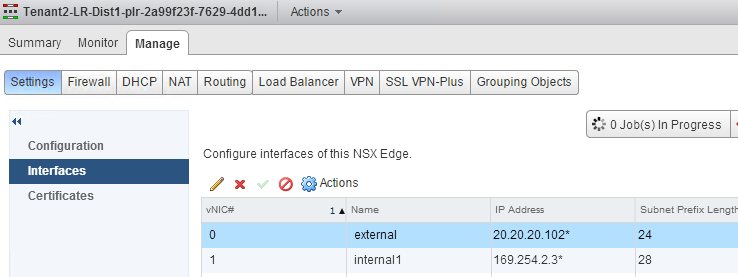 Tenant2-LR-Dist1-plr-2a99f23f-7629-4dd1... Actions
Summary Monitor Manage
Settings Firewall DHCP NAT Routing Load Balancer VPN SSL VPN-Plus Grouping Objects
0 Job(s) In Progress
Configuration
Interfaces
Certificates
Configure interfaces of this NSX Edge.
Actions
vNIC# 1 ▲ Name IP Address Subnet Prefix Length
0 external 20.20.20.102* 24
1 internal1 169.254.2.3* 28